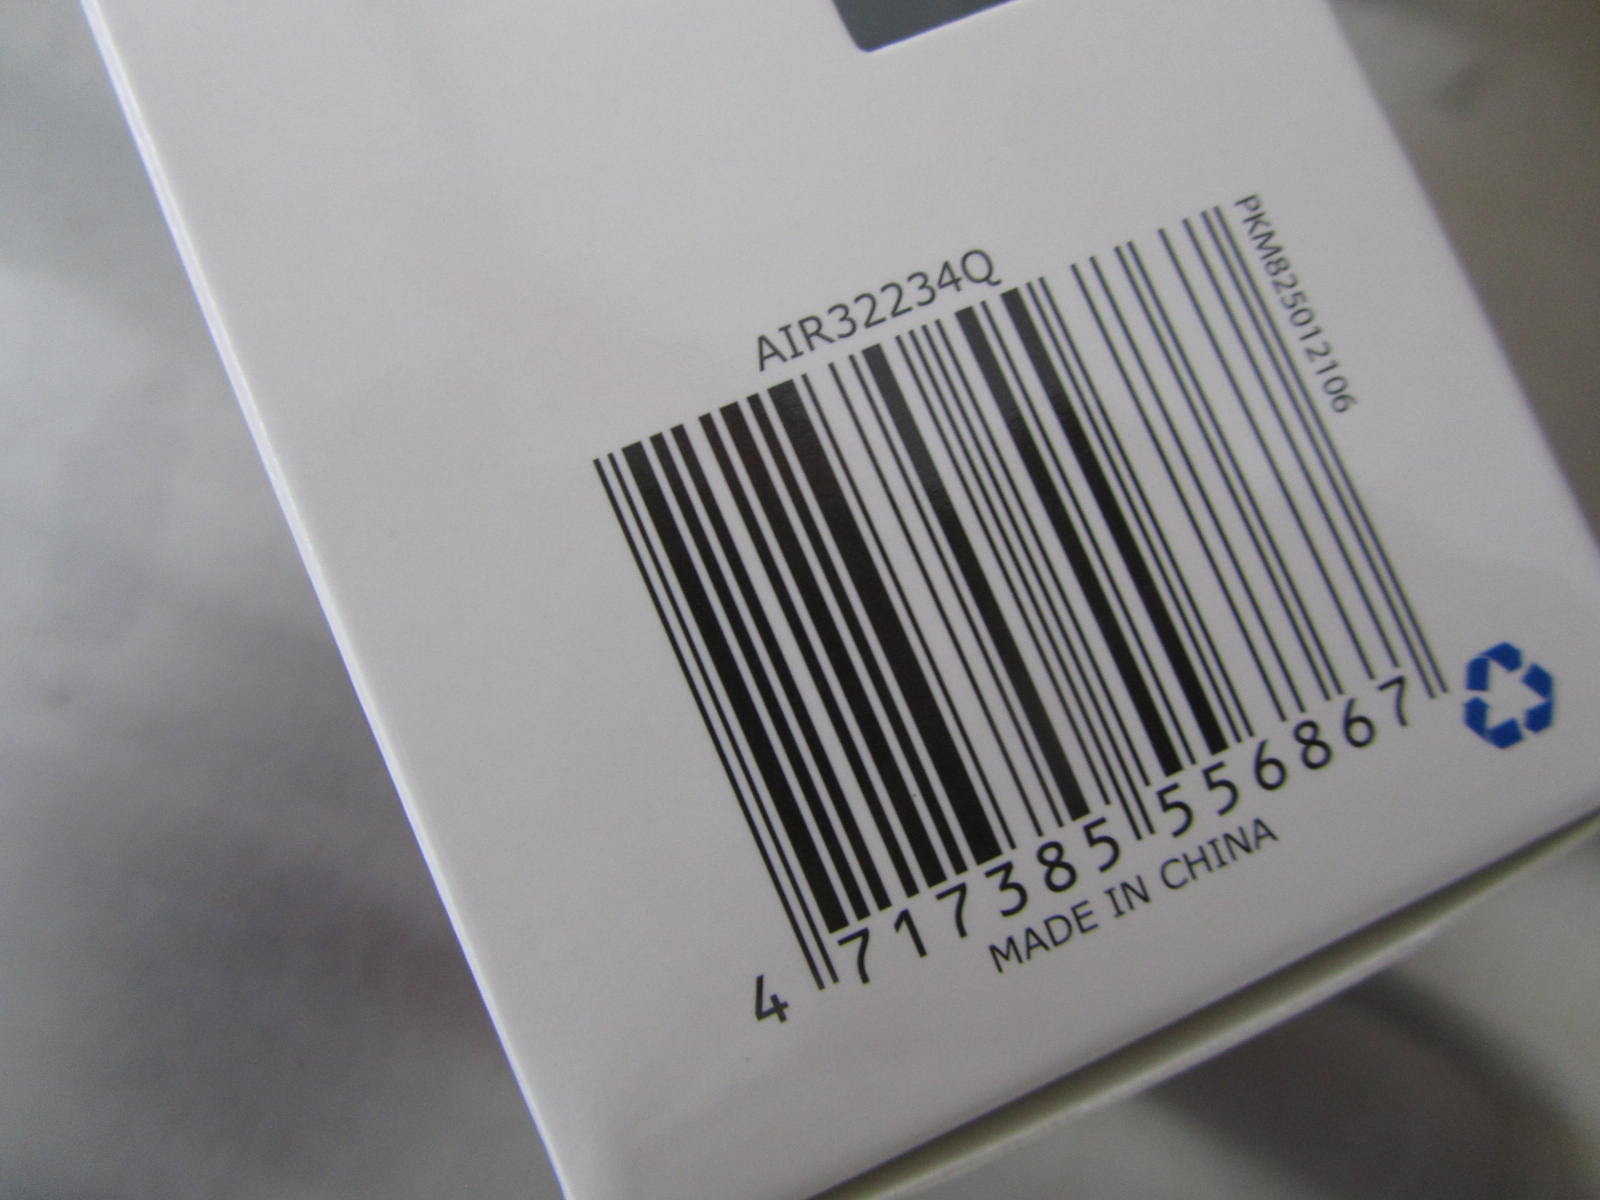 AIR32234Q
PKM825012106
4 717385 556867
MADE IN CHINA